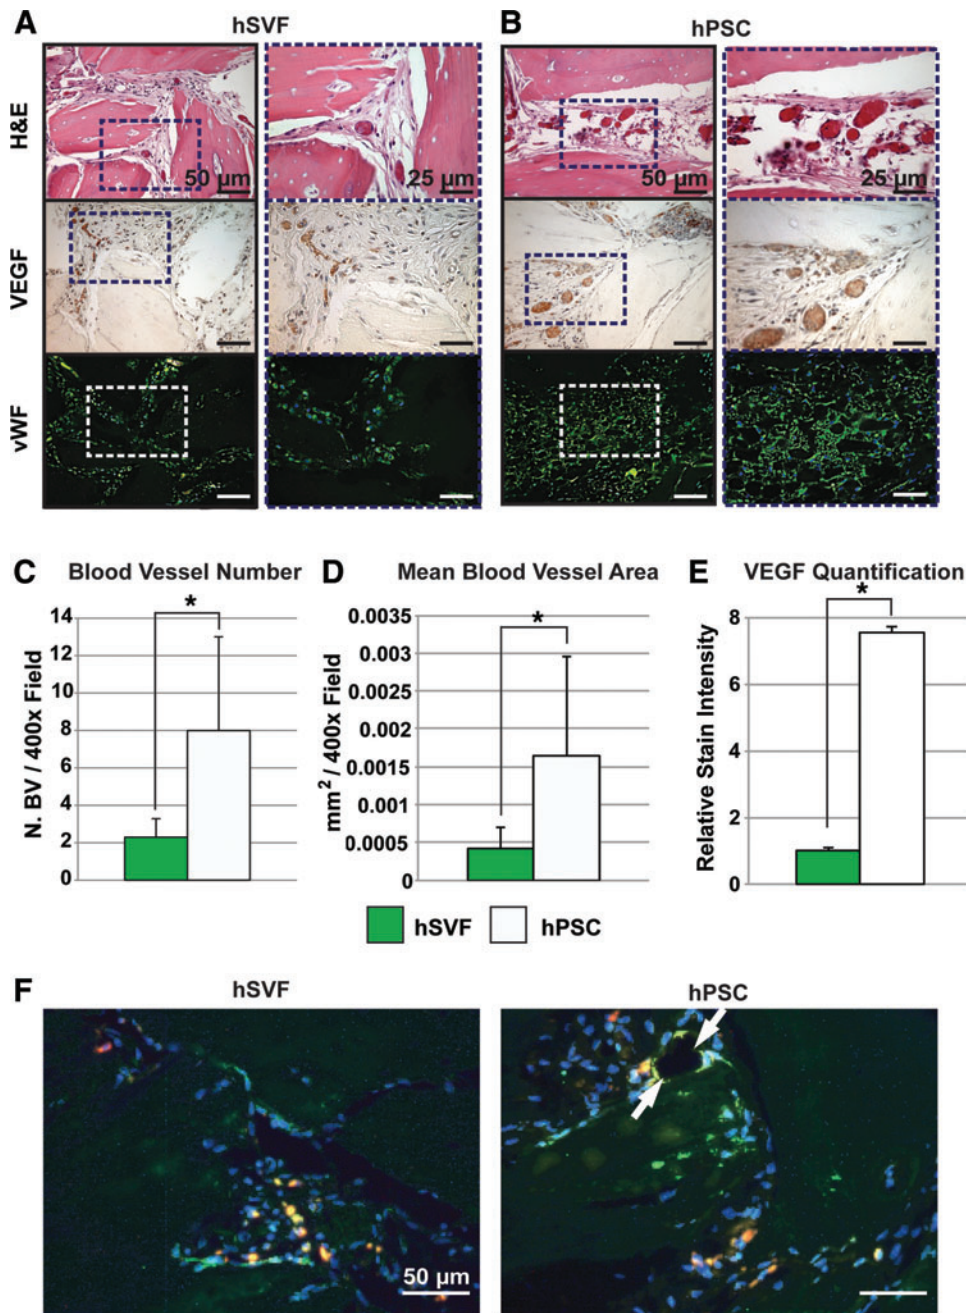 A
hSVF
B
hPSC
H&E
50 µm
25 µm
50 µm
25 µm
VEGF
vWF
C Blood Vessel Number
N. BV / 400x Field
14
12
10
8
6
4
2
0
*
D Mean Blood Vessel Area
mm² / 400x Field
0.0035
0.003
0.0025
0.002
0.0015
0.001
0.0005
0
*
E VEGF Quantification
Relative Stain Intensity
8
6
4
2
0
*
hSVF hPSC
F
hSVF
hPSC
50 µm